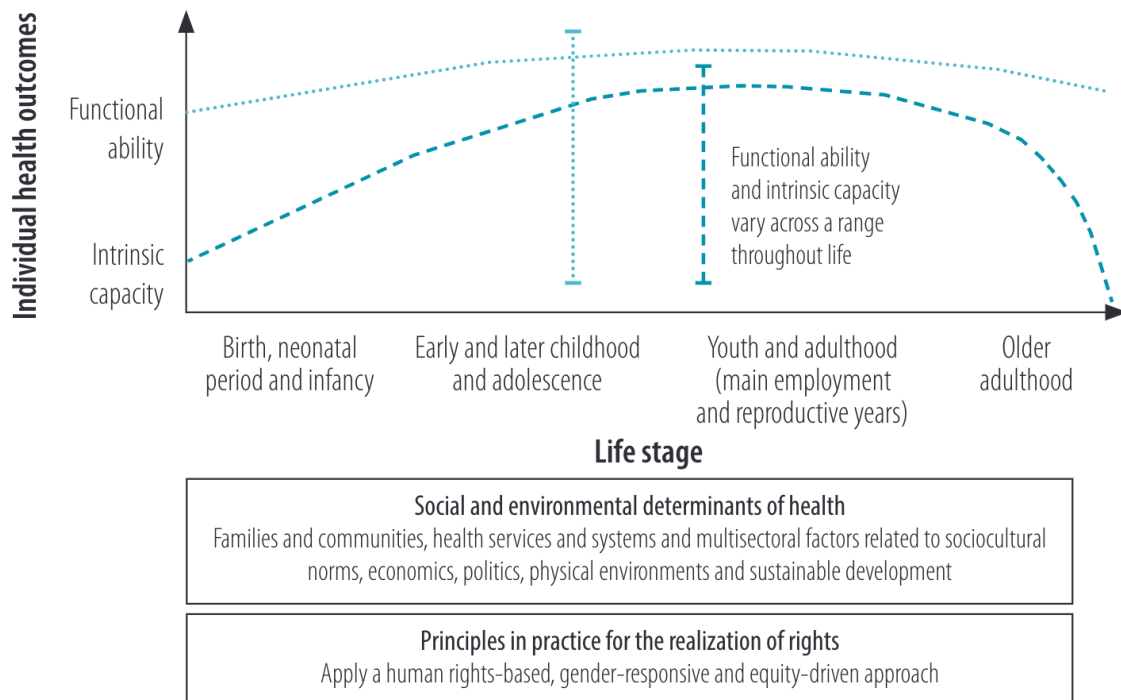 Individual health outcomes
Functional
ability
Intrinsic
capacity
Functional ability
and intrinsic capacity
vary across a range
throughout life
Birth, neonatal
period and infancy
Early and later childhood
and adolescence
Youth and adulthood
(main employment
and reproductive years)
Older
adulthood
Life stage
Social and environmental determinants of health
Families and communities, health services and systems and multisectoral factors related to sociocultural
norms, economics, politics, physical environments and sustainable development
Principles in practice for the realization of rights
Apply a human rights-based, gender-responsive and equity-driven approach